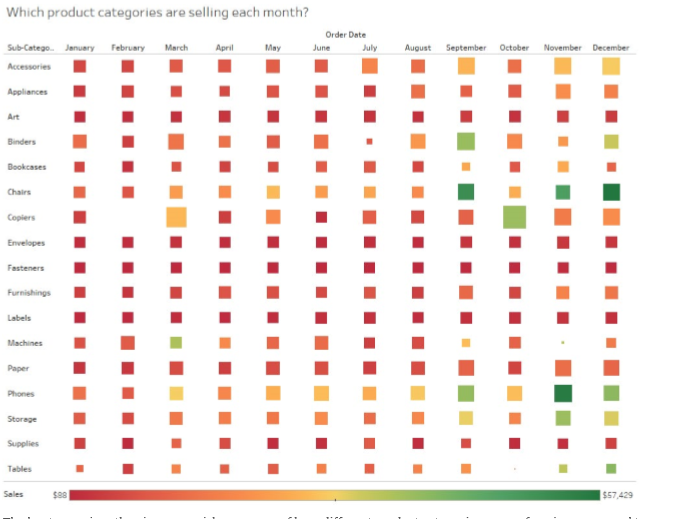 Which product categories are selling each month?
Order Date
Sub-Catego.. January February March April May June July August September October November December
Accessories
Appliances
Art
Binders
Bookcases
Chairs
Copiers
Envelopes
Fasteners
Furnishings
Labels
Machines
Paper
Phones
Storage
Supplies
Tables
Sales $88 $57,429